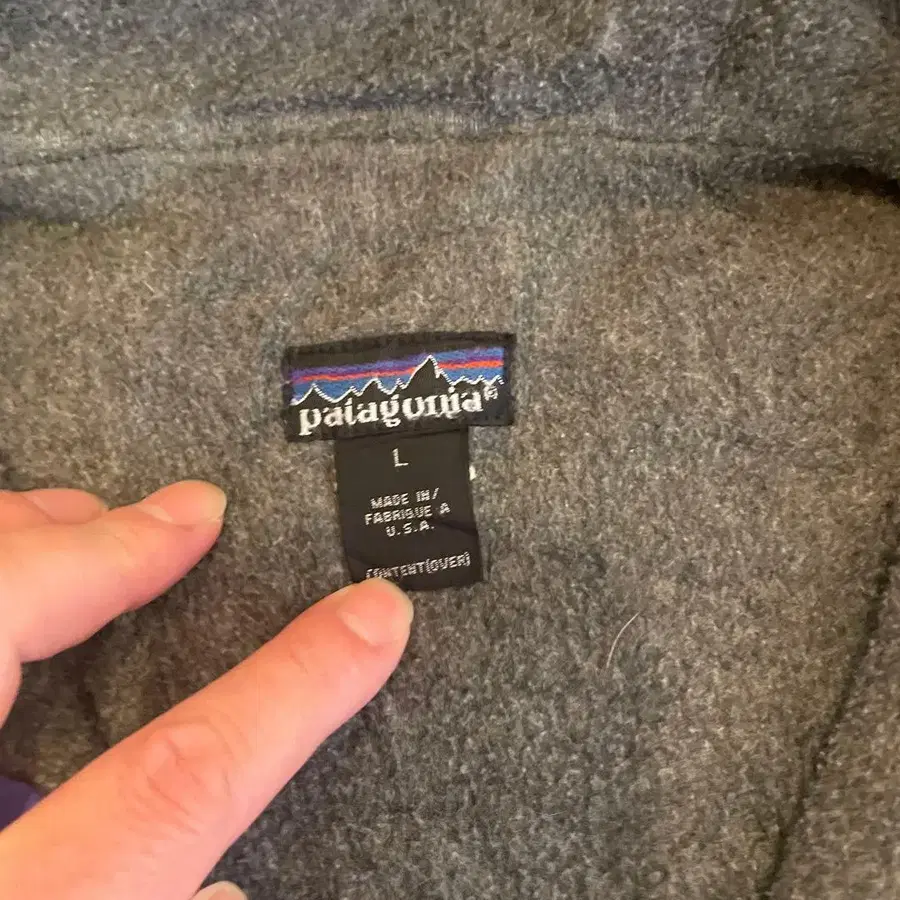 patagonia®
L
MADE IN/
FABRIQUE A
U.S.A.
CONTENT(OVER)